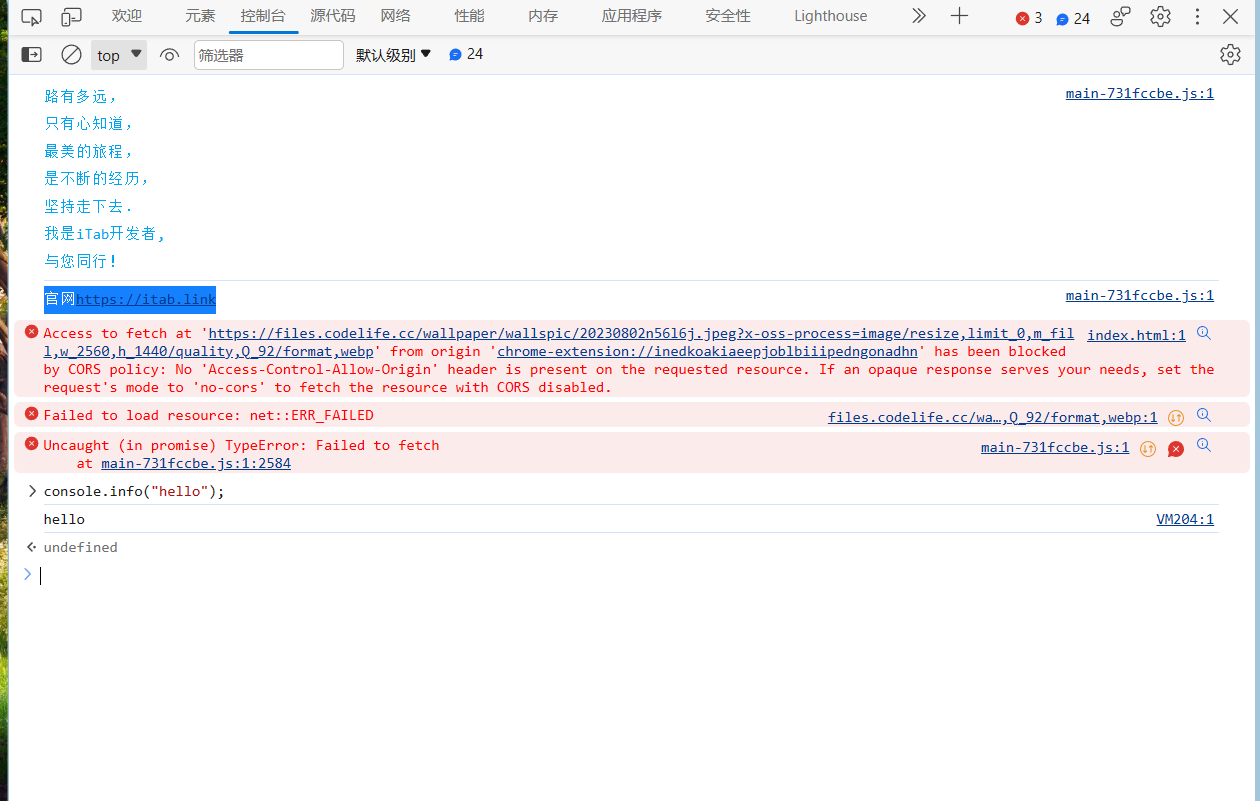 欢迎 元素 控制台 源代码 网络 性能 内存 应用程序 安全性 Lighthouse 3 24
top 筛选器 默认级别 24
路有多远, main-731fccbe.js:1
只有心知道,
最美的旅程,
是不断的经历,
坚持走下去.
我是iTab开发者,
与您同行!
官网https://itab.link main-731fccbe.js:1
Access to fetch at 'https://files.codelife.cc/wallpaper/wallspic/20230802n56l6j.jpeg?x-oss-process=image/resize,limit_0,m_fil index.html:1
l,w_2560,h_1440/quality,Q_92/format,webp' from origin 'chrome-extension://inedkoakiaeepjoblbiiipedngonadhn' has been blocked
by CORS policy: No 'Access-Control-Allow-Origin' header is present on the requested resource. If an opaque response serves your needs, set the
request's mode to 'no-cors' to fetch the resource with CORS disabled.
Failed to load resource: net::ERR_FAILED files.codelife.cc/wa…,Q_92/format,webp:1
Uncaught (in promise) TypeError: Failed to fetch main-731fccbe.js:1
at main-731fccbe.js:1:2584
console.info("hello");
hello VM204:1
undefined